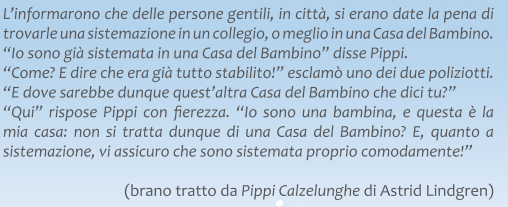 L’informarono che delle persone gentili, in città, si erano date la pena di
trovarle una sistemazione in un collegio, o meglio in una Casa del Bambino.
“Io sono già sistemata in una Casa del Bambino” disse Pippi.
“Come? E dire che era già tutto stabilito!” esclamò uno dei due poliziotti.
“E dove sarebbe dunque quest’altra Casa del Bambino che dici tu?”
“Qui” rispose Pippi con fierezza. “Io sono una bambina, e questa è la
mia casa: non si tratta dunque di una Casa del Bambino? E, quanto a
sistemazione, vi assicuro che sono sistemata proprio comodamente!”
(brano tratto da Pippi Calzelunghe di Astrid Lindgren)